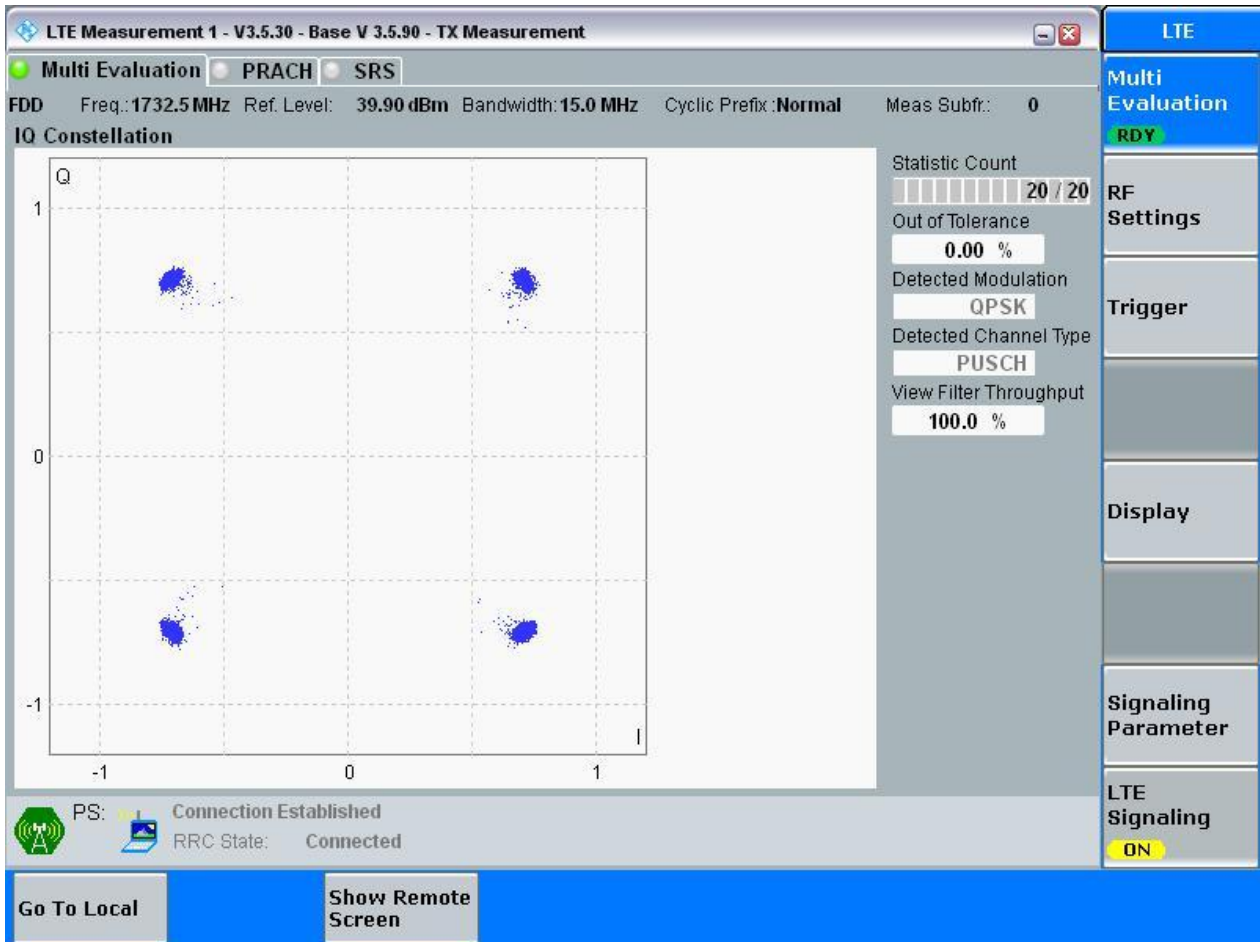 LTE Measurement 1 - V3.5.30 - Base V 3.5.90 - TX Measurement
LTE
Multi Evaluation PRACH SRS
Multi
Evaluation
RDY
FDD Freq.: 1732.5 MHz Ref. Level: 39.90 dBm Bandwidth: 15.0 MHz Cyclic Prefix : Normal Meas Subfr.: 0
IQ Constellation
Q
1
0
-1
I
-1 0 1
Statistic Count
20 / 20
Out of Tolerance
0.00 %
Detected Modulation
QPSK
Detected Channel Type
PUSCH
View Filter Throughput
100.0 %
RF
Settings
Trigger
Display
Signaling
Parameter
LTE
Signaling
ON
PS: Connection Established
RRC State: Connected
Go To Local
Show Remote
Screen